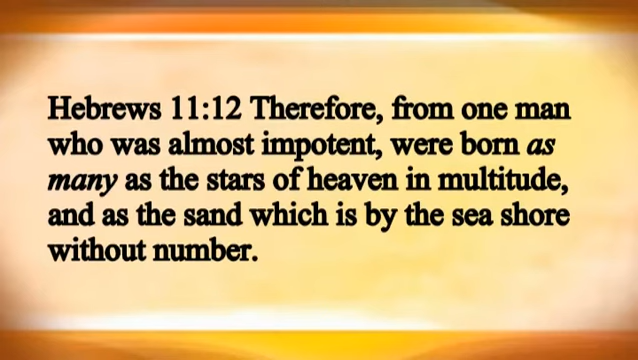 Hebrews 11:12 Therefore, from one man
who was almost impotent, were born as
many as the stars of heaven in multitude,
and as the sand which is by the sea shore
without number.